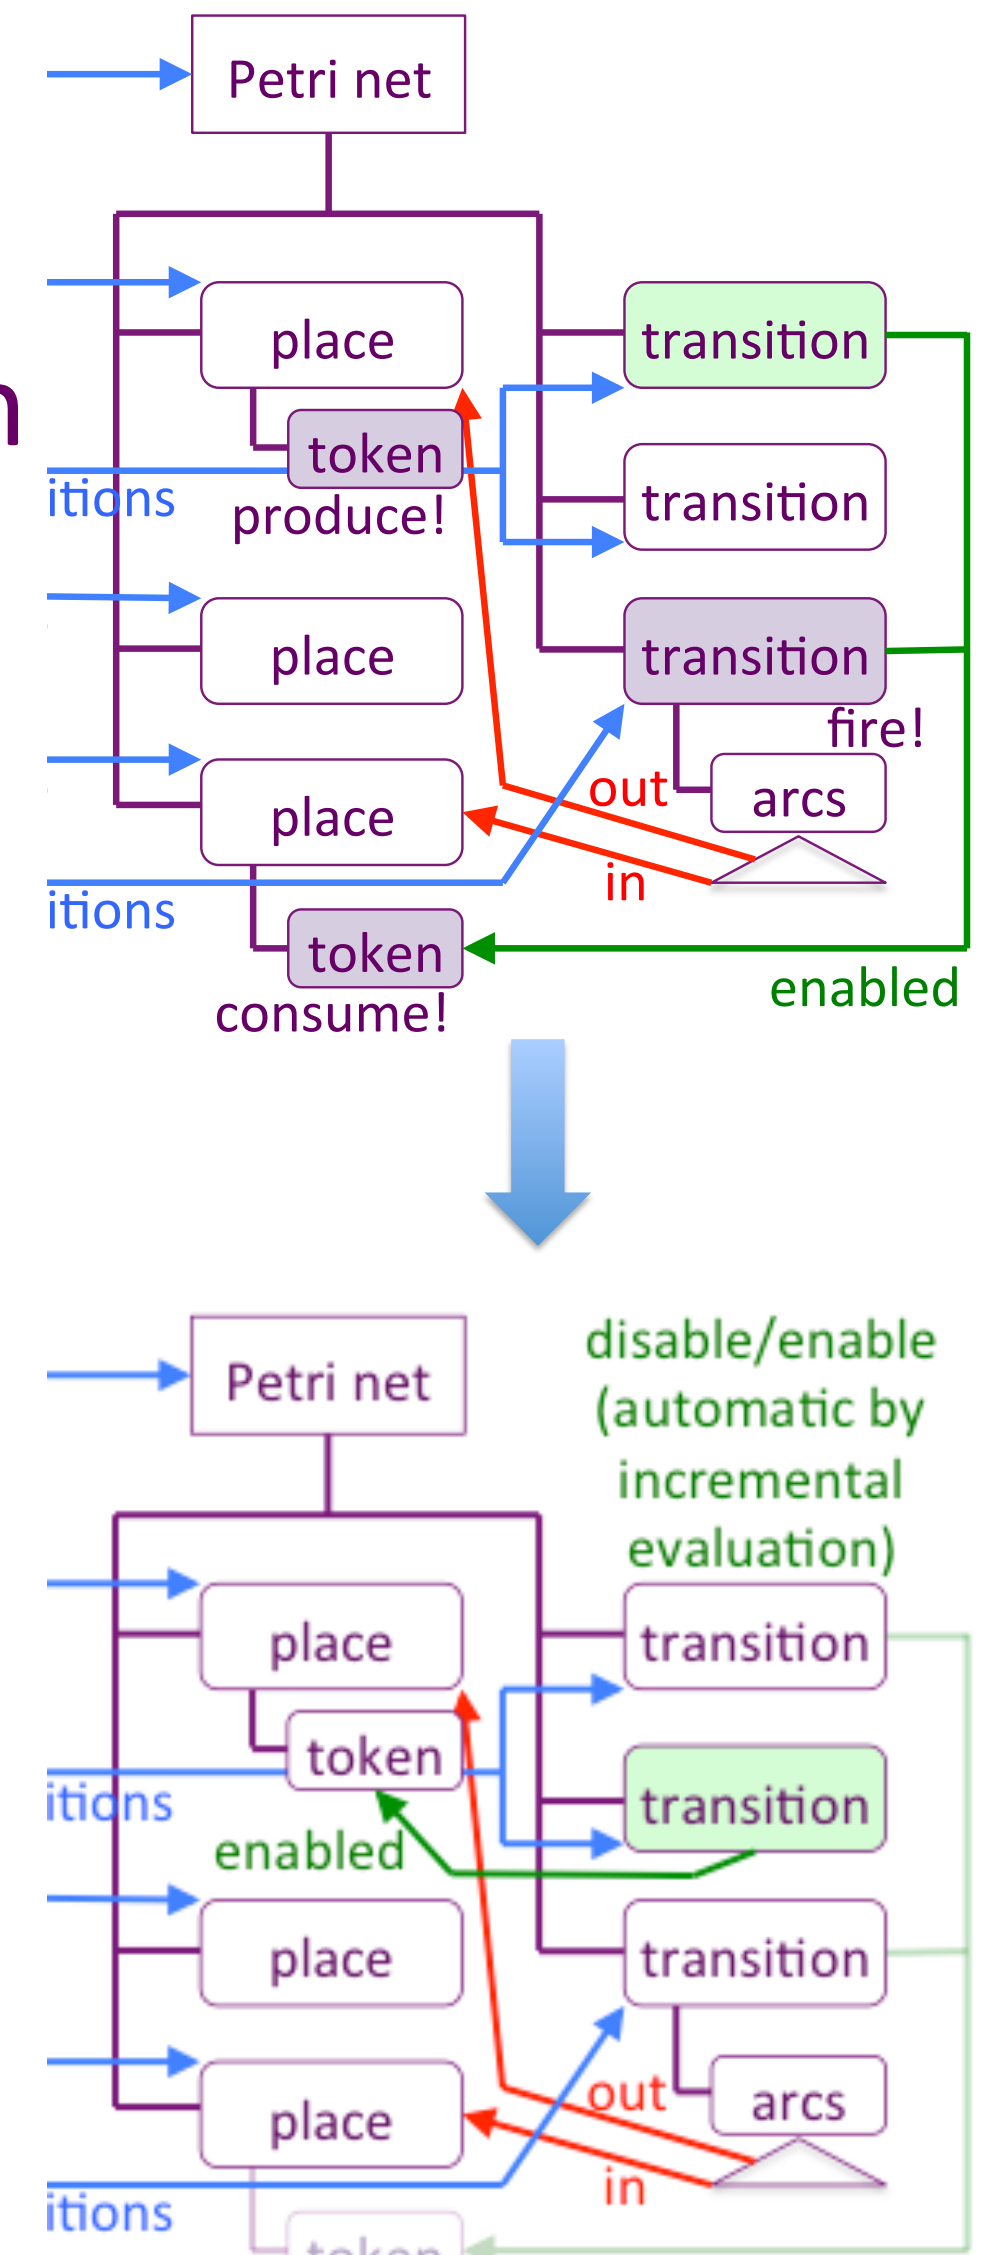 Petri net
place
transition
n
token
itions
produce!
transition
place
transition
fire!
out
arcs
place
in
itions
token
enabled
consume!
disable/enable
(automatic by
incremental
evaluation)
Petri net
place
transition
token
itions
transition
enabled
place
transition
out
arcs
place
in
itions
token